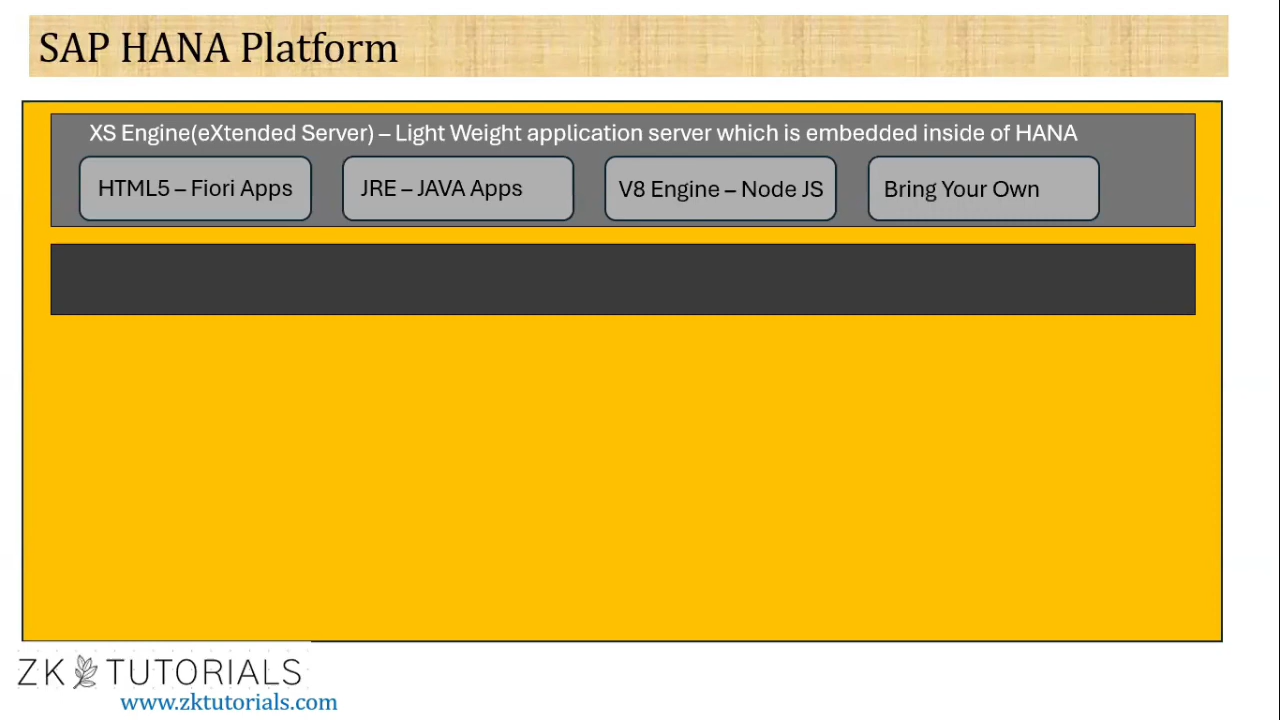 SAP HANA Platform
XS Engine(eXtended Server) – Light Weight application server which is embedded inside of HANA
HTML5 – Fiori Apps
JRE – JAVA Apps
V8 Engine – Node JS
Bring Your Own
ZK TUTORIALS
www.zktutorials.com